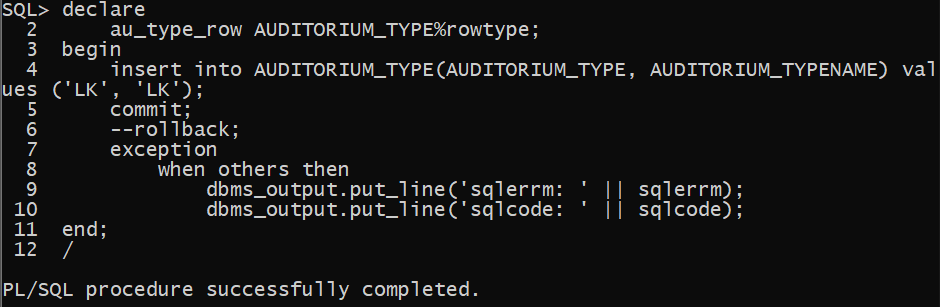 SQL> declare
  2      au_type_row AUDITORIUM_TYPE%rowtype;
  3  begin
  4      insert into AUDITORIUM_TYPE(AUDITORIUM_TYPE, AUDITORIUM_TYPENAME) val
ues ('LK', 'LK');
  5      commit;
  6      --rollback;
  7      exception
  8          when others then
  9              dbms_output.put_line('sqlerrm: ' || sqlerrm);
 10              dbms_output.put_line('sqlcode: ' || sqlcode);
 11  end;
 12  /
PL/SQL procedure successfully completed.